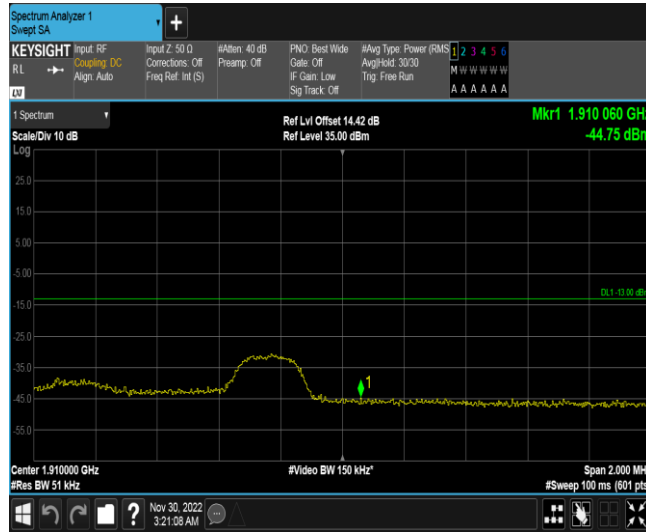 Spectrum Analyzer 1
Swept SA
+
KEYSIGHT
RL
LXI
Input: RF
Coupling: DC
Align: Auto
Input Z: 50 Ω
Corrections: Off
Freq Ref: Int (S)
#Atten: 40 dB
Preamp: Off
PNO: Best Wide
Gate: Off
IF Gain: Low
Sig Track: Off
#Avg Type: Power (RMS
Avg|Hold: 30/30
Trig: Free Run
1 2 3 4 5 6
M W W W W W
A A A A A A
1 Spectrum
Scale/Div 10 dB
Ref Lvl Offset 14.42 dB
Ref Level 35.00 dBm
Mkr1 1.910 060 GHz
-44.75 dBm
Log
25.0
15.0
5.00
-5.00
DL1 -13.00 dBm
-15.0
-25.0
-35.0
1
-45.0
-55.0
Center 1.910000 GHz
#Res BW 51 kHz
#Video BW 150 kHz*
Span 2.000 MH
#Sweep 100 ms (601 pts
?
Nov 30, 2022
3:21:08 AM